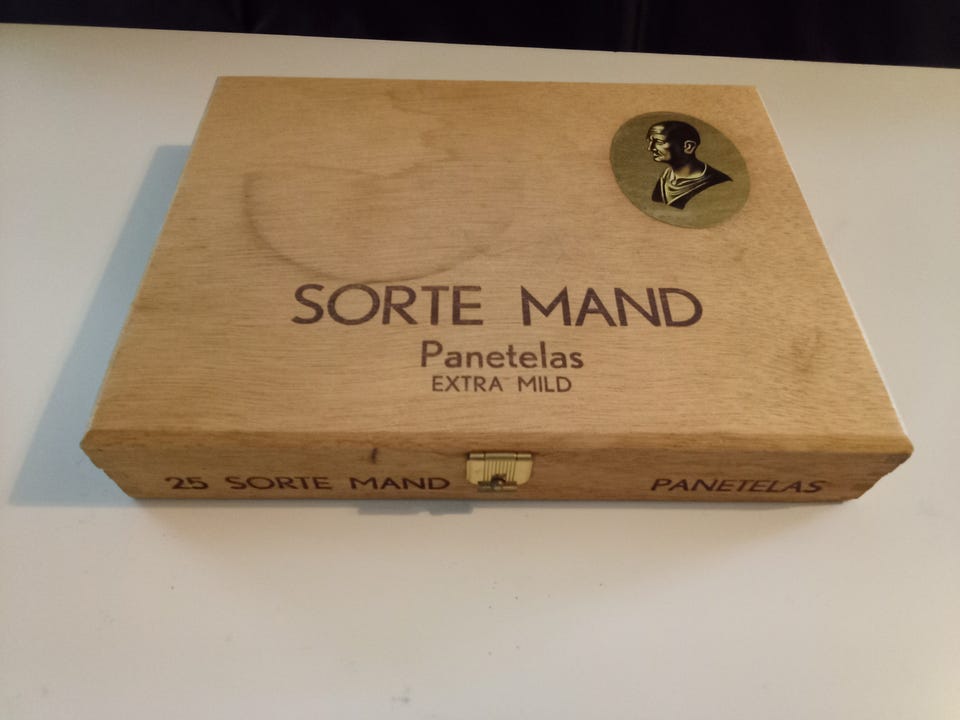 SORTE MAND
Panetelas
EXTRA MILD
25 SORTE MAND PANETELAS